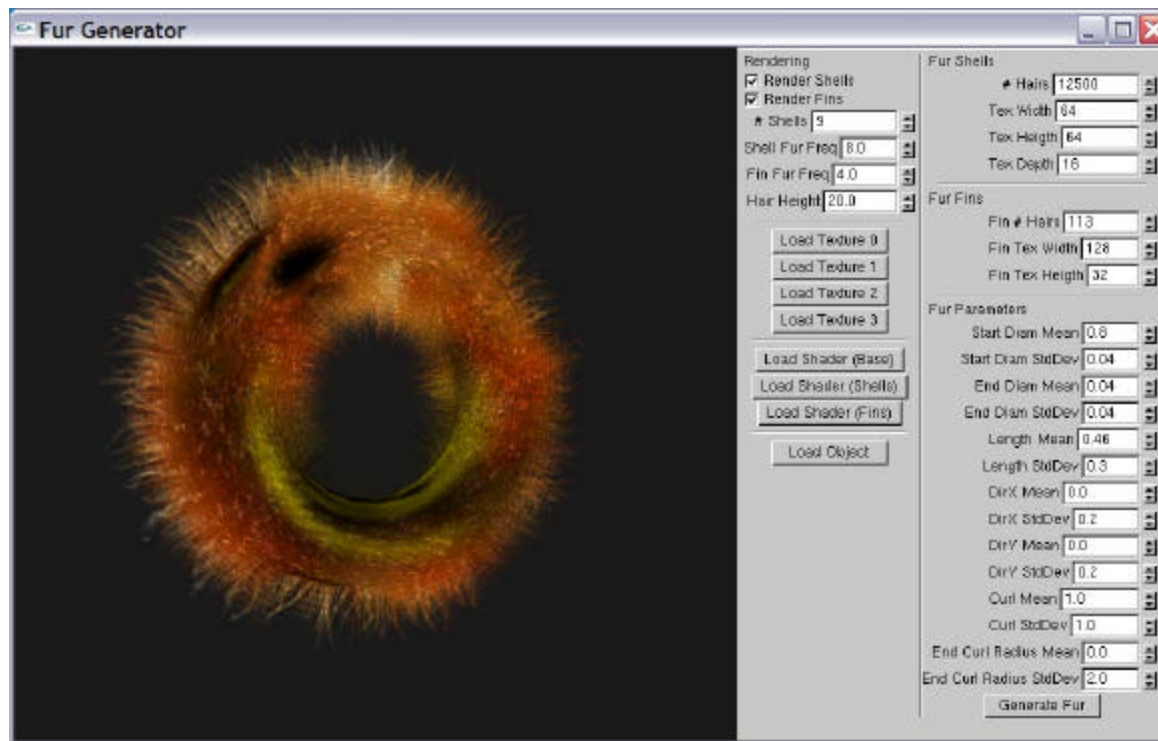 Fur Generator
Rendering
Render Shells
Render Fins
# Shells 9
Shell Fur Freq 8.0
Fin Fur Freq 4.0
Hair Height 20.0
Load Texture 0
Load Texture 1
Load Texture 2
Load Texture 3
Load Shader (Base)
Load Shader (Shells)
Load Shader (Fins)
Load Object
Fur Shells
# Hairs 12500
Tex Width 64
Tex Heigth 64
Tex Depth 16
Fur Fins
Fin # Hairs 113
Fin Tex Width 128
Fin Tex Heigth 32
Fur Parameters
Start Diam Mean 0.8
Start Diam StdDev 0.04
End Diam Mean 0.04
End Diam StdDev 0.04
Length Mean 0.46
Length StdDev 0.3
DirX Mean 0.0
DirX StdDev 0.2
DirY Mean 0.0
DirY StdDev 0.2
Curl Mean 1.0
Curl StdDev 1.0
End Curl Radius Mean 0.0
End Curl Radius StdDev 2.0
Generate Fur